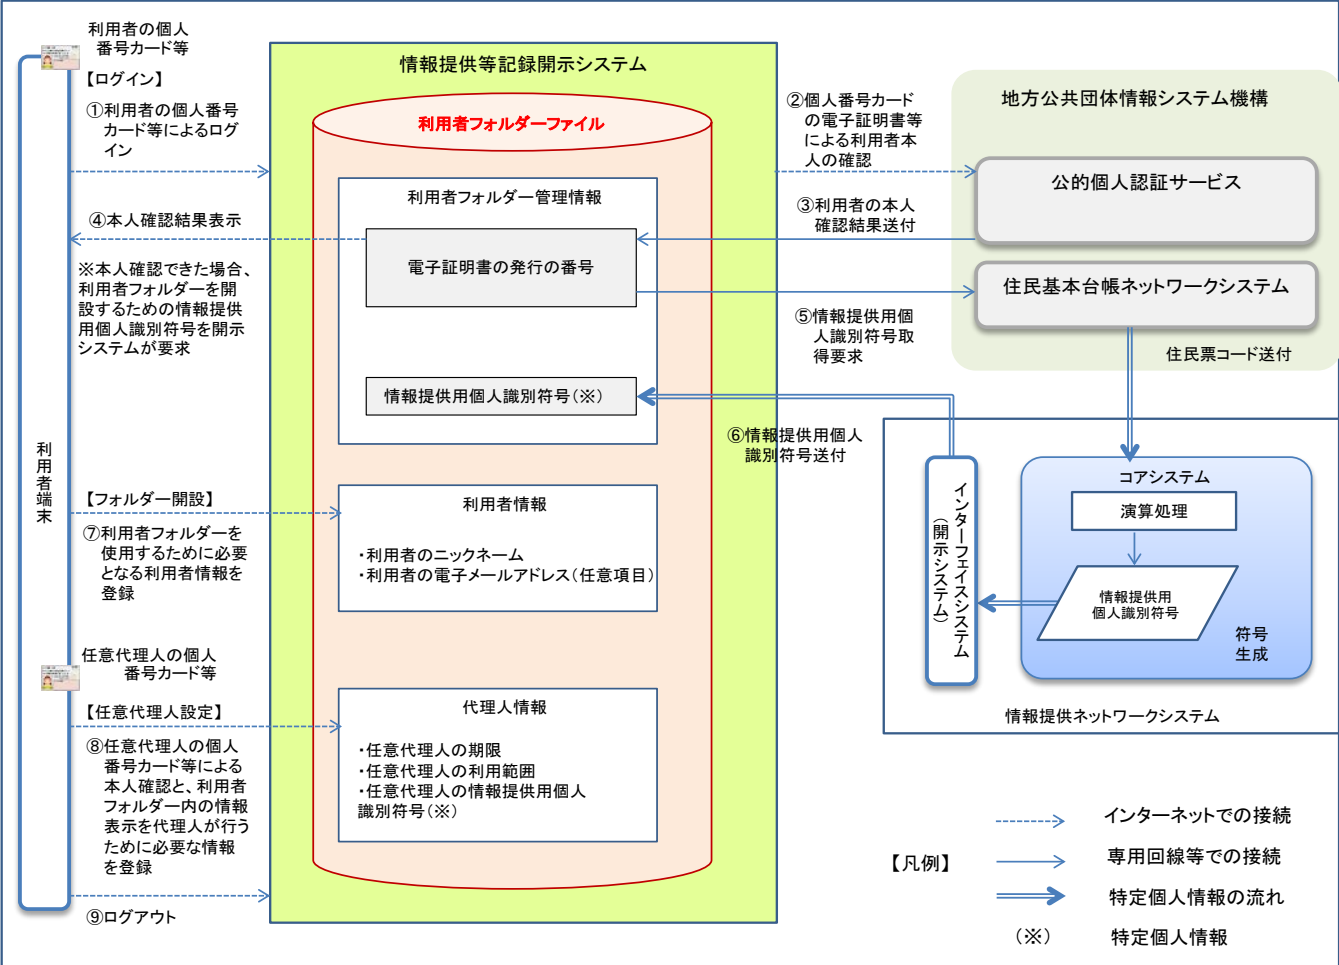 利用者の個人
番号カード等
【ログイン】
①利用者の個人番号
カード等によるログ
イン
④本人確認結果表示
※本人確認できた場合、
利用者フォルダーを開
設するための情報提供
用個人識別符号を開示
システムが要求
利用者端末
【フォルダー開設】
⑦利用者フォルダーを
使用するために必要
となる利用者情報を
登録
任意代理人の個人
番号カード等
【任意代理人設定】
⑧任意代理人の個人
番号カード等による
本人確認と、利用者
フォルダー内の情報
表示を代理人が行う
ために必要な情報
を登録
⑨ログアウト
情報提供等記録開示システム
利用者フォルダーファイル
利用者フォルダー管理情報
電子証明書の発行の番号
情報提供用個人識別符号(※)
利用者情報
・利用者のニックネーム
・利用者の電子メールアドレス(任意項目)
代理人情報
・任意代理人の期限
・任意代理人の利用範囲
・任意代理人の情報提供用個人
識別符号(※)
②個人番号カード
の電子証明書等
による利用者本
人の確認
③利用者の本人
確認結果送付
⑤情報提供用個
人識別符号取
得要求
⑥情報提供用個人
識別符号送付
地方公共団体情報システム機構
公的個人認証サービス
住民基本台帳ネットワークシステム
住民票コード送付
インターフェイスシステム
(開示システム)
コアシステム
演算処理
情報提供用
個人識別符号
符号
生成
情報提供ネットワークシステム
【凡例】
インターネットでの接続
専用回線等での接続
特定個人情報の流れ
(※) 特定個人情報